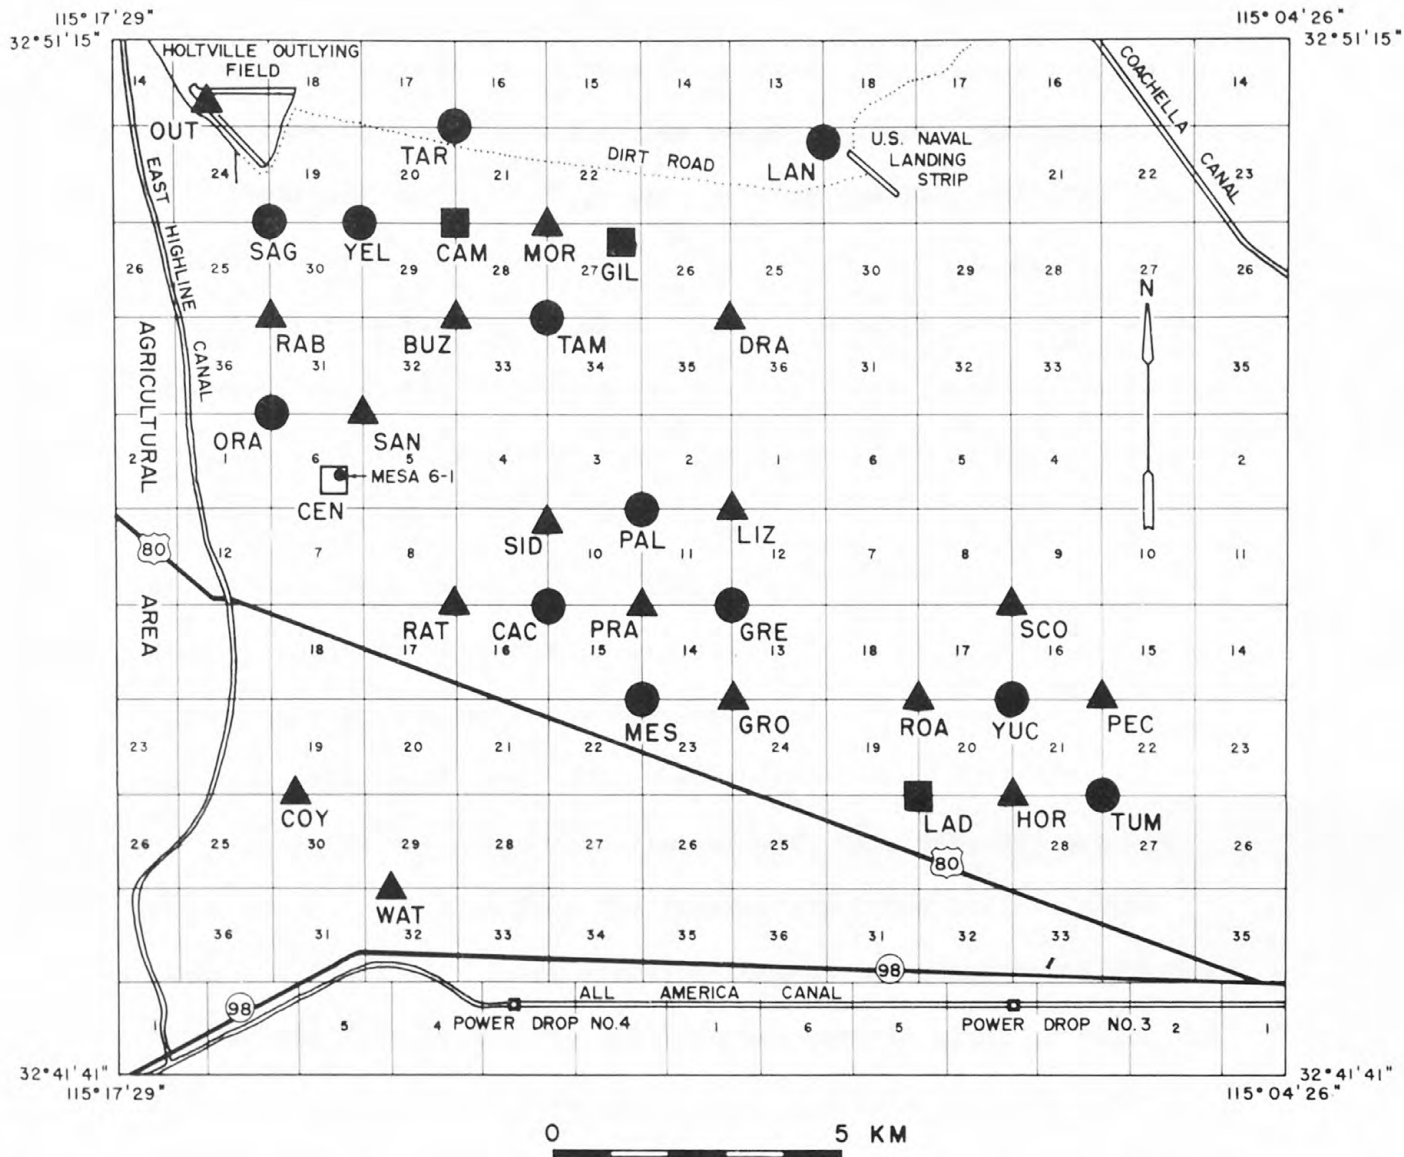 115° 17'29" 115° 04'26"
32°51'15" 32°51'15"
HOLTVILLE OUTLYING
FIELD
14 18 17 16 15 14 13 18 17 16 14
COACHELLA
CANAL
OUT
TAR
DIRT ROAD
LAN
U.S. NAVAL
LANDING
STRIP
24 19 20 21 22 21 22 23
EAST HIGHLINE
CANAL
SAG YEL CAM MOR GIL
26 25 30 29 28 27 26 25 30 29 28 27 26
N
RAB BUZ TAM DRA
36 31 32 33 34 35 36 31 32 33 35
AGRICULTURAL
AREA
ORA SAN
2 1 6 5 4 3 2 1 6 5 4 2
MESA 6-1
CEN
SID PAL LIZ
80
12 7 8 10 11 12 7 8 9 10 11
RAT CAC PRA GRE SCO
18 17 16 15 14 13 18 17 16 15 14
MES GRO ROA YUC PEC
23 19 20 21 22 23 24 19 20 21 22 23
COY LAD HOR TUM
26 25 30 29 28 27 26 25 28 27 26
80
WAT
36 31 32 33 34 35 36 31 32 33 35
98
ALL AMERICA CANAL
98
1 5 4 POWER DROP NO.4 1 6 5 POWER DROP NO.3 2 1
32°41'41" 32°41'41"
115° 17'29" 115° 04'26"
0 5 KM